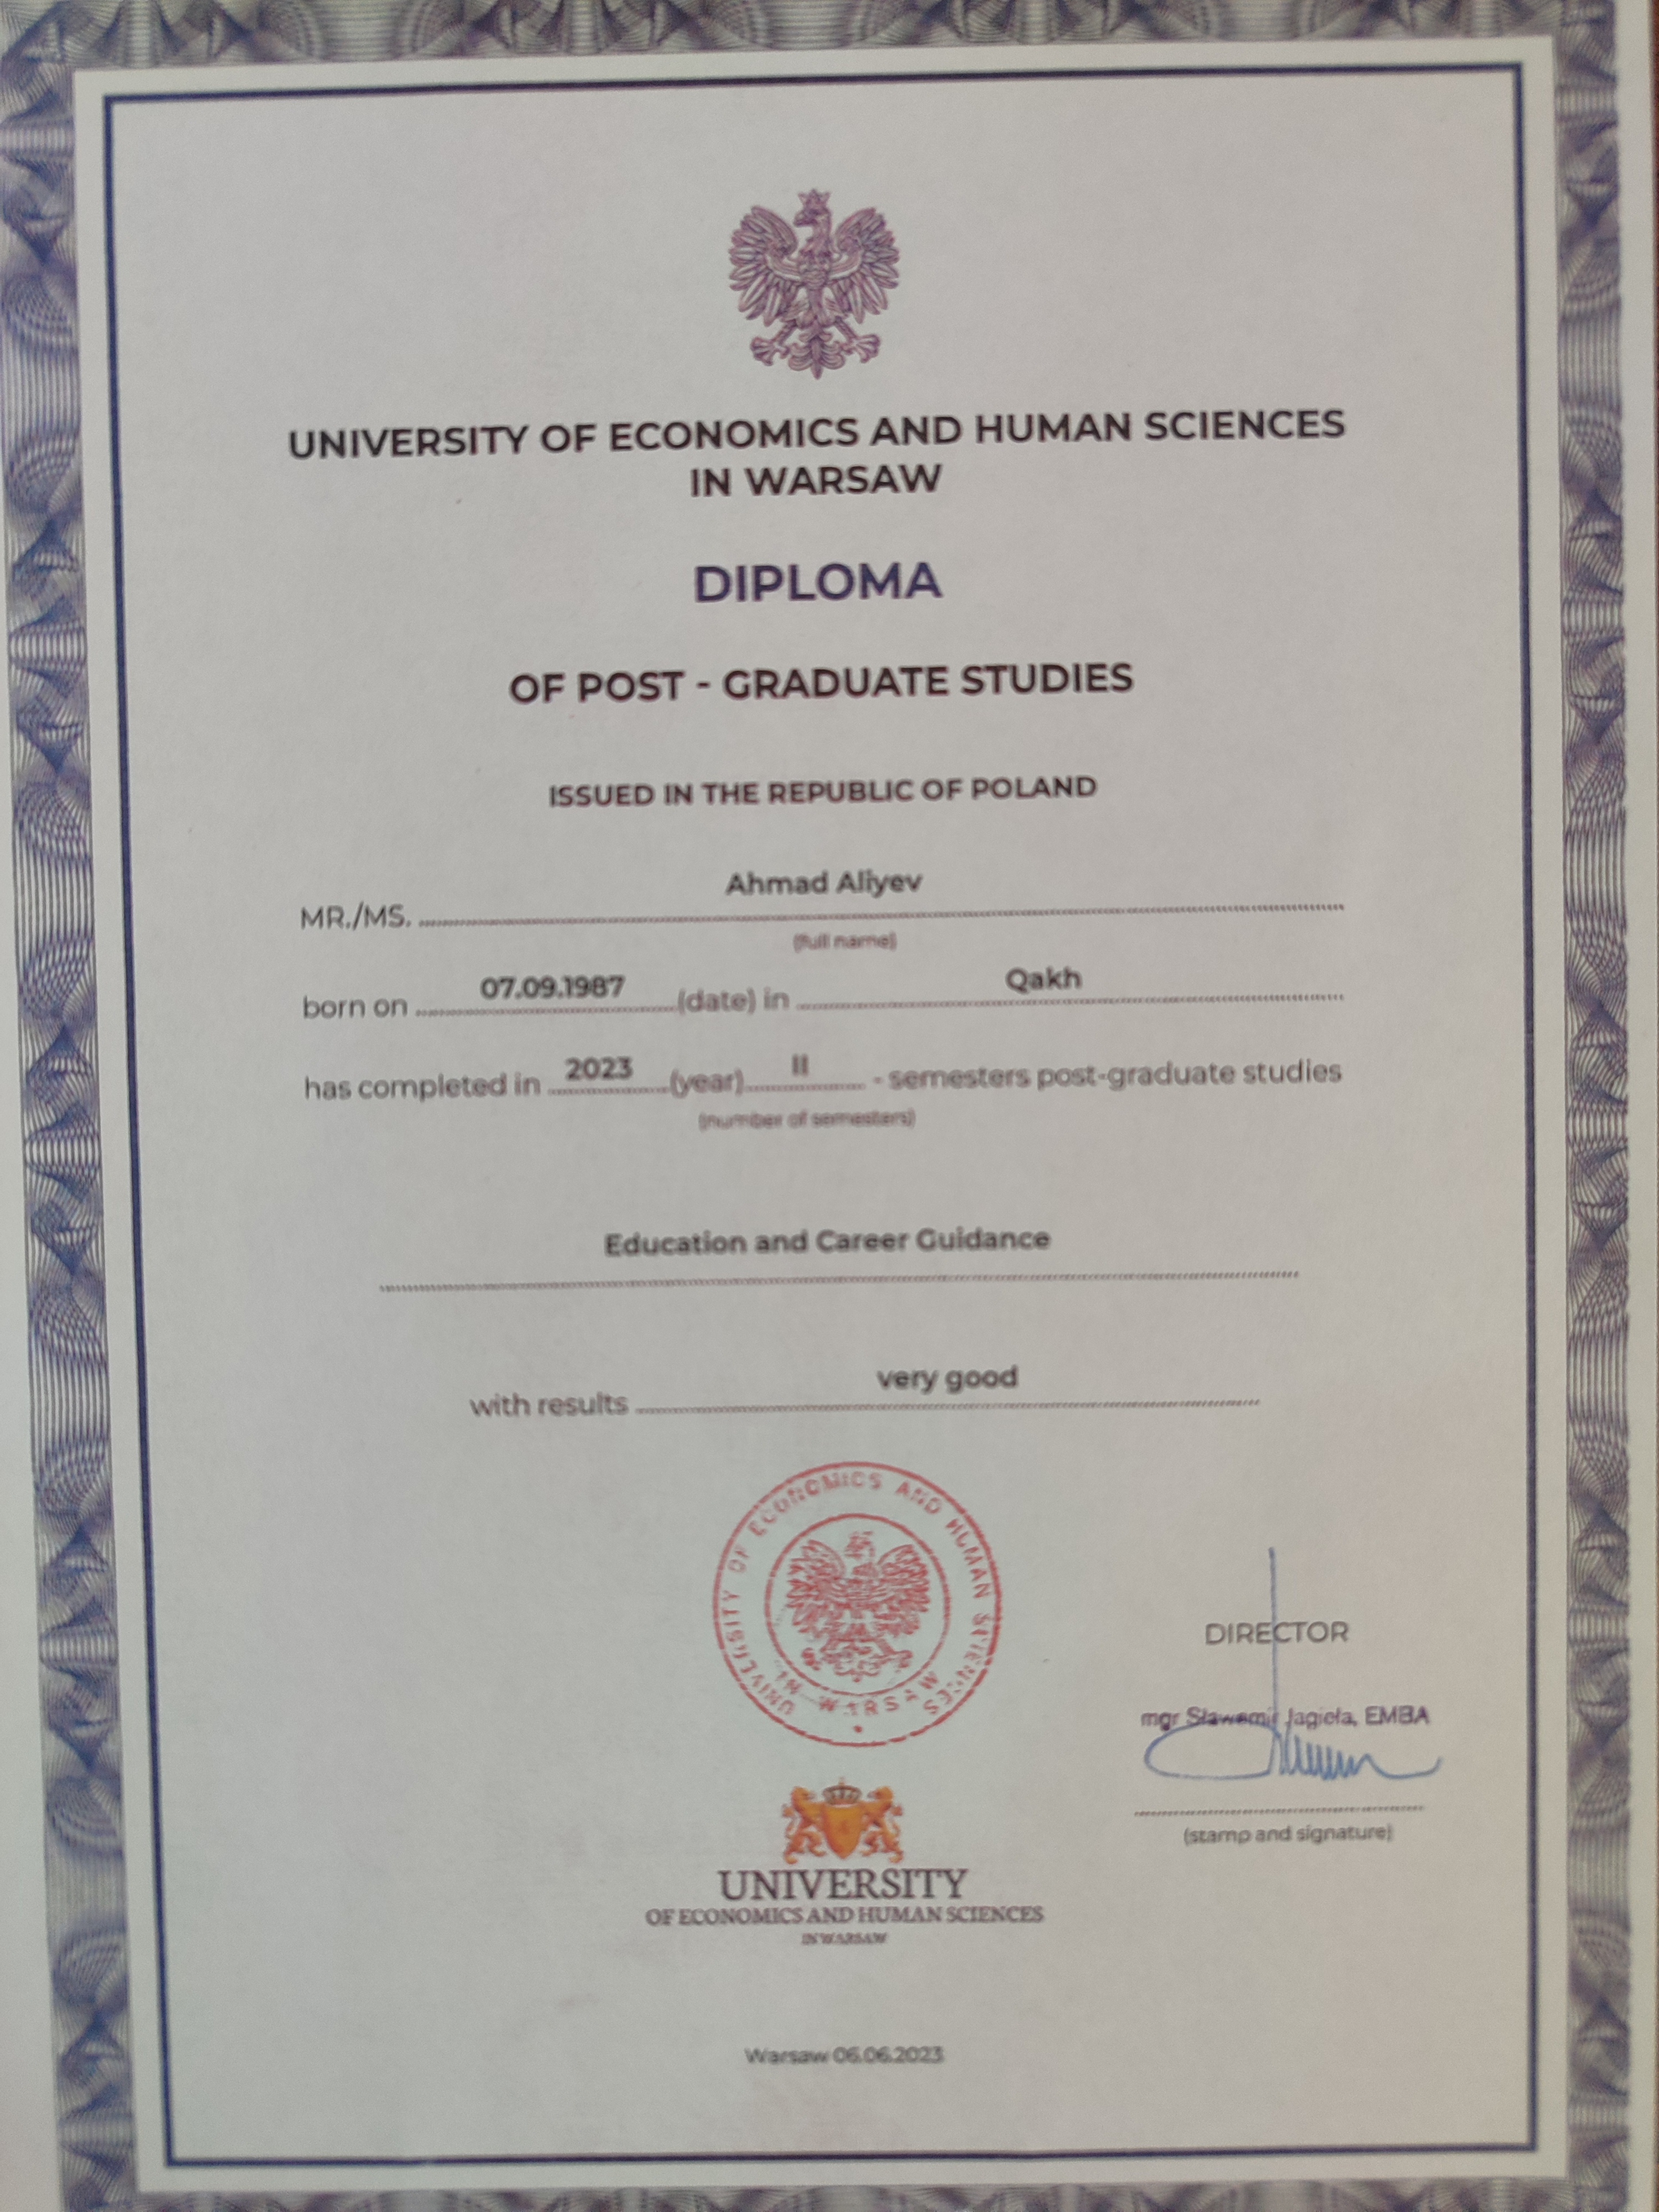 UNIVERSITY OF ECONOMICS AND HUMAN SCIENCES
IN WARSAW
DIPLOMA
OF POST - GRADUATE STUDIES
ISSUED IN THE REPUBLIC OF POLAND
Ahmad Aliyev
MR./MS.
(full name)
born on 07.09.1987 (date) in Qakh
has completed in 2023 (year) II - semesters post-graduate studies
(number of semesters)
Education and Career Guidance
with results very good
UNIVERSITY OF ECONOMICS AND HUMAN SCIENCES
IN WARSAW
DIRECTOR
mgr Sławomir Jagieła, EMBA
(stamp and signature)
UNIVERSITY
OF ECONOMICS AND HUMAN SCIENCES
IN WARSAW
Warsaw 06.06.2023